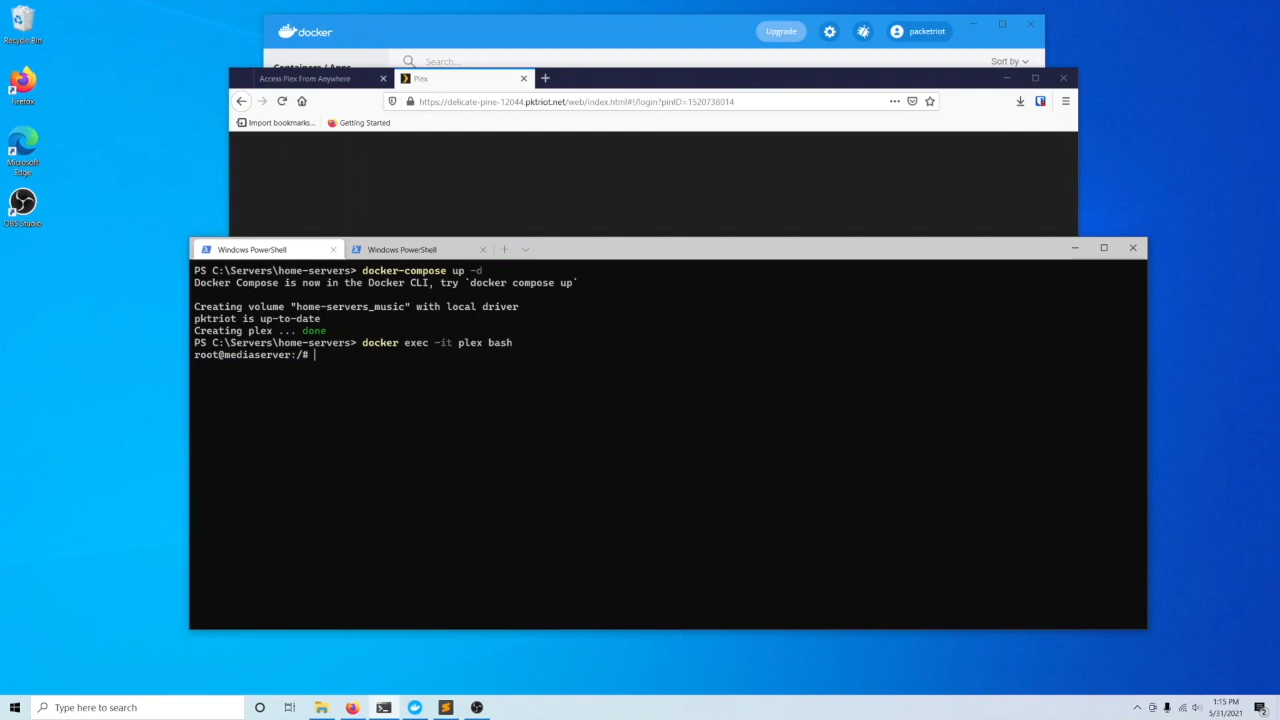 Recycle Bin
Firefox
Microsoft
Edge
OBS Studio
docker
Upgrade
packetriot
Containers / Apps
Search...
Sort by
Access Plex From Anywhere
Plex
https://delicate-pine-12044.pktriot.net/web/index.html#!/login?pinID=1520738014
Import bookmarks...
Getting Started
Windows PowerShell
Windows PowerShell
PS C:\Servers\home-servers> docker-compose up -d
Docker Compose is now in the Docker CLI, try `docker compose up`
Creating volume "home-servers_music" with local driver
pktriot is up-to-date
Creating plex ... done
PS C:\Servers\home-servers> docker exec -it plex bash
root@mediaserver:/#
Type here to search
1:15 PM
5/31/2021
2